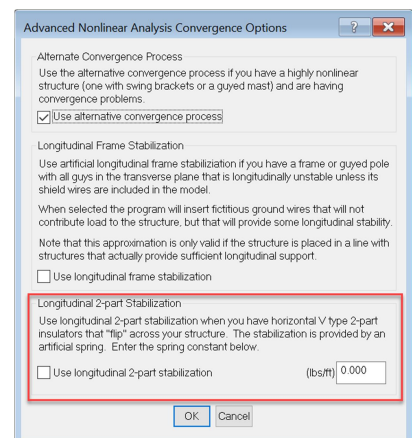 Advanced Nonlinear Analysis Convergence Options
?
Alternate Convergence Process
Use the alternative convergence process if you have a highly nonlinear
structure (one with swing brackets or a guyed mast) and are having
convergence problems.
Use alternative convergence process
Longitudinal Frame Stabilization
Use artificial longitudinal frame stabiliziation if you have a frame or guyed pole
with all guys in the transverse plane that is longitudinally unstable unless its
shield wires are included in the model.
When selected the program will insert fictitious ground wires that will not
contribute load to the structure, but that will provide some longitudinal stability.
Note that this approximation is only valid if the structure is placed in a line with
structures that actually provide sufficient longitudinal support.
Use longitudinal frame stabilization
Longitudinal 2-part Stabilization
Use longitudinal 2-part stabilization when you have horizontal V type 2-part
insulators that "flip" across your structure. The stabilization is provided by an
artificial spring. Enter the spring constant below.
Use longitudinal 2-part stabilization (lbs/ft) 0.000
OK Cancel